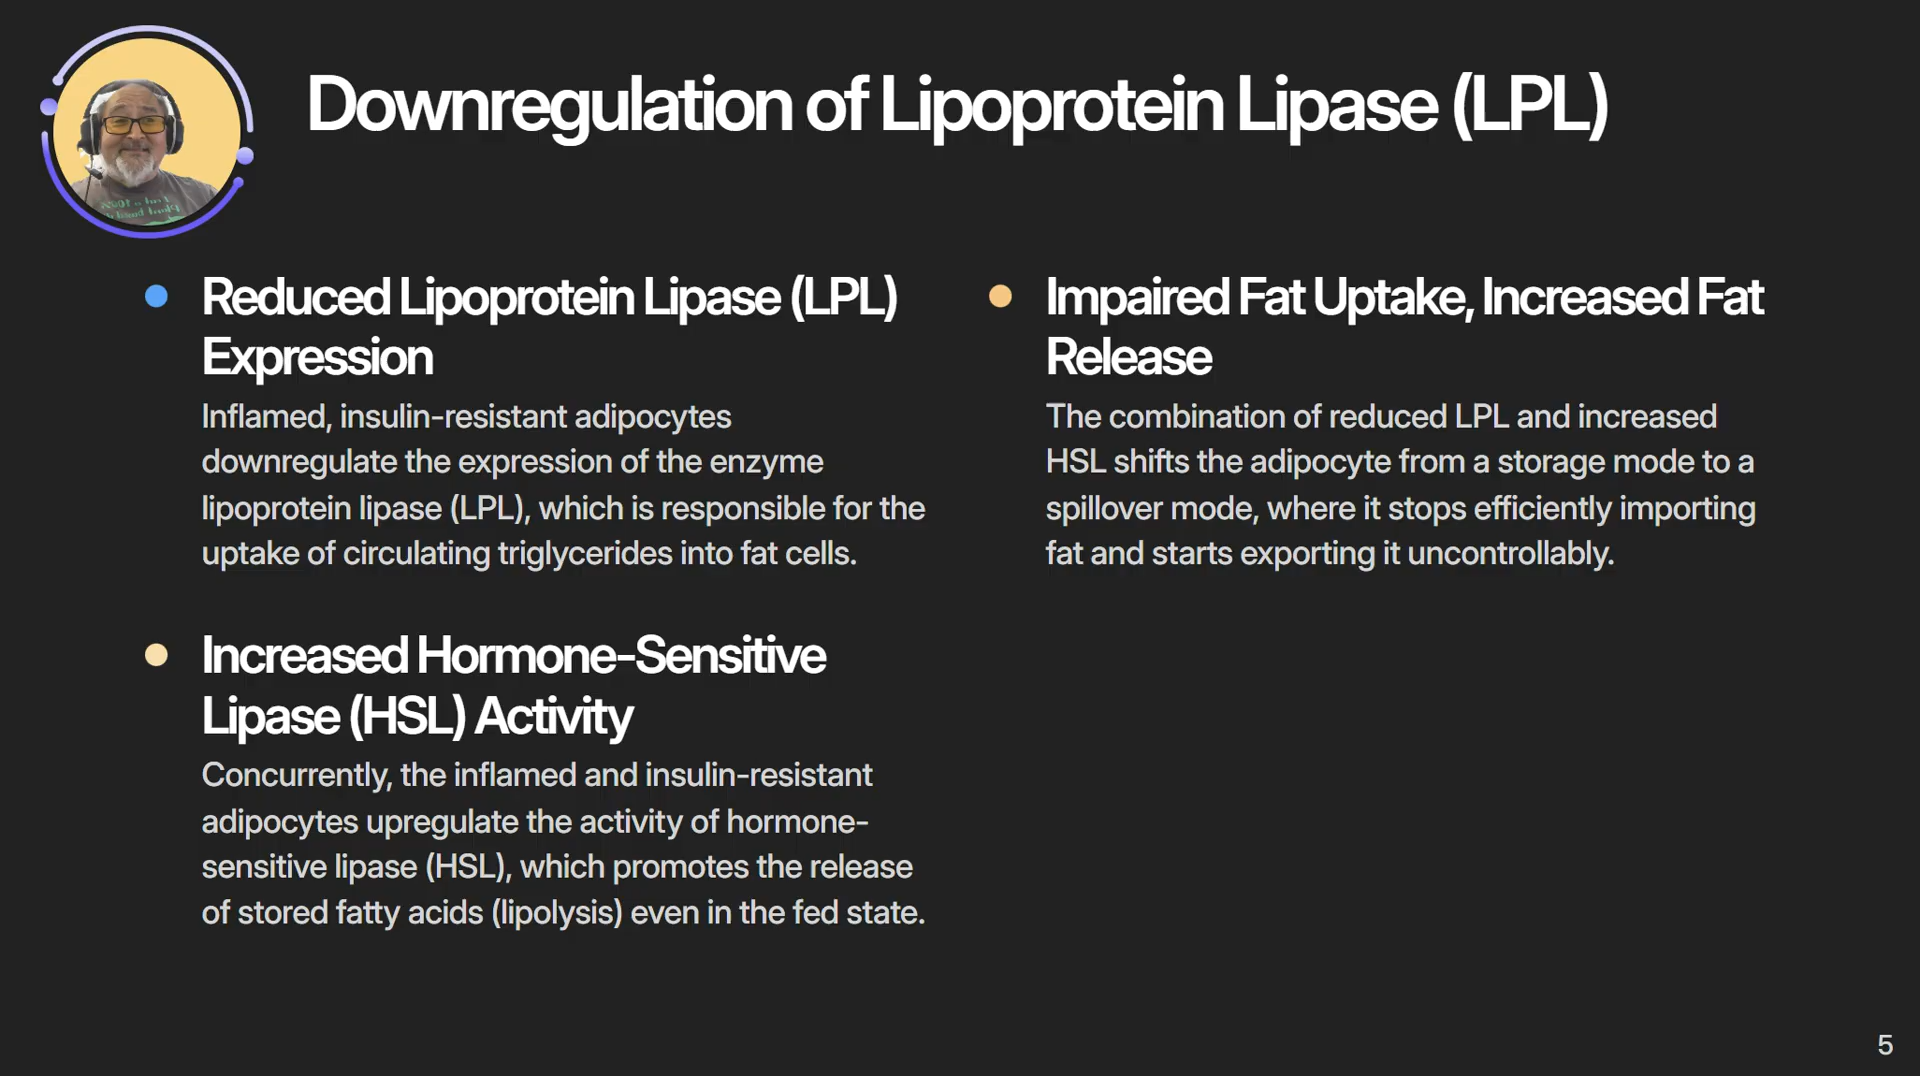 Downregulation of Lipoprotein Lipase (LPL)
Reduced Lipoprotein Lipase (LPL)
Expression
Inflamed, insulin-resistant adipocytes
downregulate the expression of the enzyme
lipoprotein lipase (LPL), which is responsible for the
uptake of circulating triglycerides into fat cells.
Increased Hormone-Sensitive
Lipase (HSL) Activity
Concurrently, the inflamed and insulin-resistant
adipocytes upregulate the activity of hormone-
sensitive lipase (HSL), which promotes the release
of stored fatty acids (lipolysis) even in the fed state.
Impaired Fat Uptake, Increased Fat
Release
The combination of reduced LPL and increased
HSL shifts the adipocyte from a storage mode to a
spillover mode, where it stops efficiently importing
fat and starts exporting it uncontrollably.
5